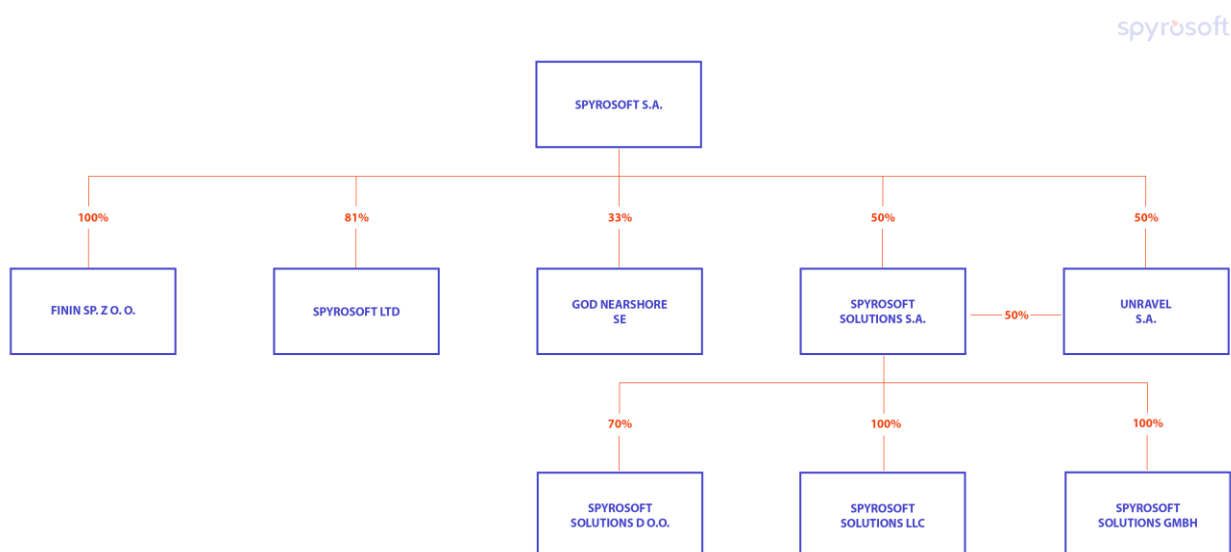 spyrosoft
SPYROSOFT S.A.
100%
81%
33%
50%
50%
FININ SP. Z O. O.
SPYROSOFT LTD
GOD NEARSHORE
SE
SPYROSOFT
SOLUTIONS S.A.
50%
UNRAVEL
S.A.
70%
100%
100%
SPYROSOFT
SOLUTIONS D O.O.
SPYROSOFT
SOLUTIONS LLC
SPYROSOFT
SOLUTIONS GMBH